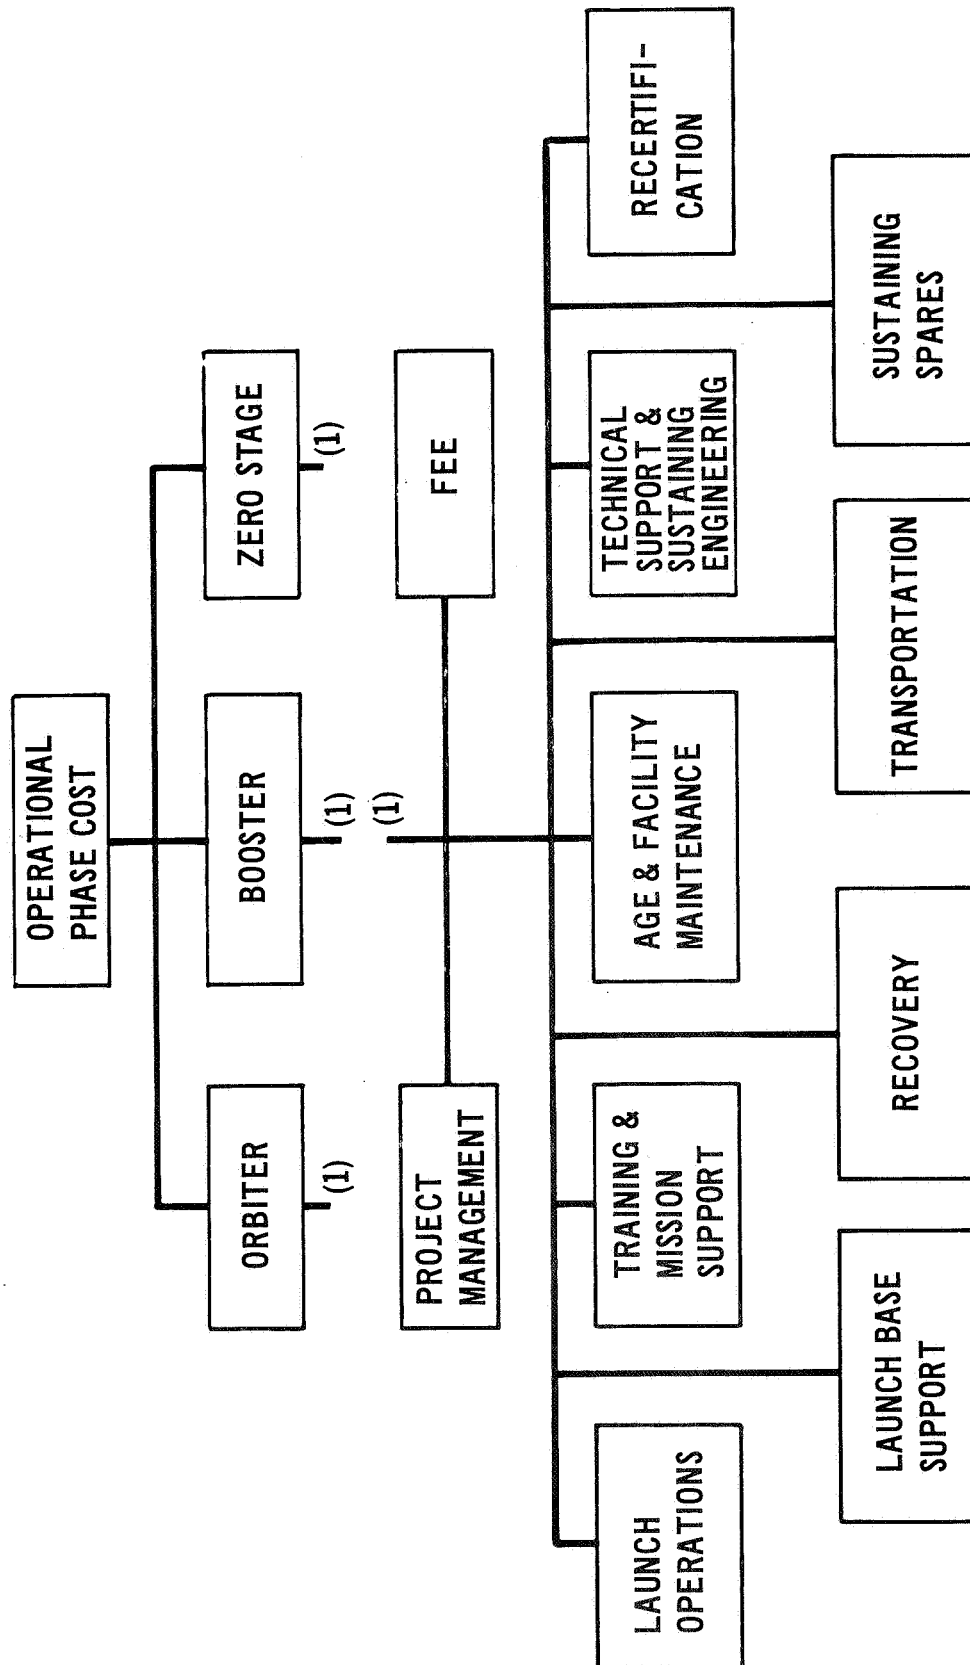 OPERATIONAL
PHASE COST
ORBITER
BOOSTER
ZERO STAGE
(1)
(1)
(1)
(1)
PROJECT
MANAGEMENT
FEE
LAUNCH
OPERATIONS
TRAINING &
MISSION
SUPPORT
AGE & FACILITY
MAINTENANCE
TECHNICAL
SUPPORT &
SUSTAINING
ENGINEERING
RECERTIFI-
CATION
LAUNCH BASE
SUPPORT
RECOVERY
TRANSPORTATION
SUSTAINING
SPARES